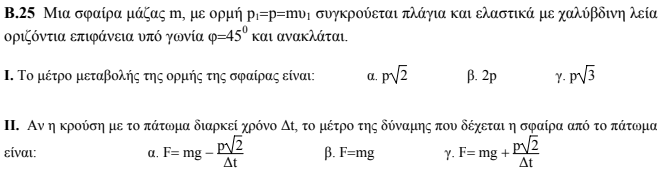 Β.25 Μια σφαίρα μάζας m, με ορμή p₁=p=mυ₁ συγκρούεται πλάγια και ελαστικά με χαλύβδινη λεία
οριζόντια επιφάνεια υπό γωνία φ=45⁰ και ανακλάται.
Ι. Το μέτρο μεταβολής της ορμής της σφαίρας είναι: α. p√2 β. 2p γ. p√3
ΙΙ. Αν η κρούση με το πάτωμα διαρκεί χρόνο Δt, το μέτρο της δύναμης που δέχεται η σφαίρα από το πάτωμα
είναι: α. F= mg − p√2/Δt β. F=mg γ. F= mg + p√2/Δt